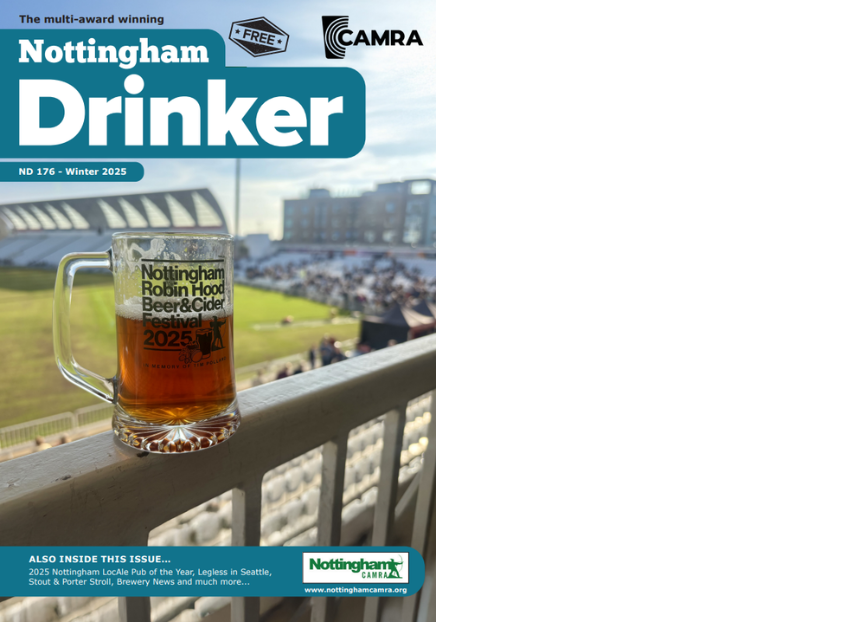 The multi-award winning
FREE
CAMRA
Nottingham
Drinker
ND 176 - Winter 2025
Nottingham
Robin Hood
Beer&Cider
Festival
2025
ALSO INSIDE THIS ISSUE...
2025 Nottingham LocAle Pub of the Year, Legless in Seattle,
Stout & Porter Stroll, Brewery News and much more...
Nottingham
CAMRA
www.nottinghamcamra.org